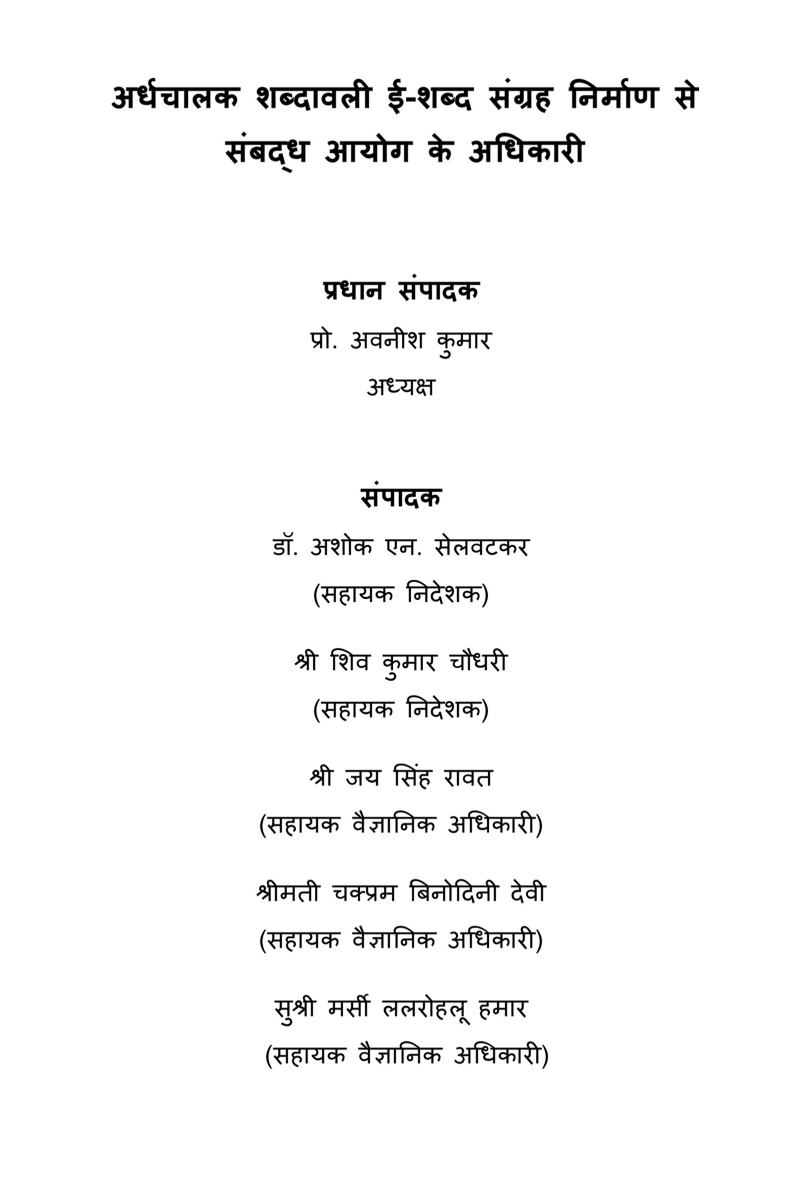 अर्धचालक शब्दावली ई-शब्द संग्रह निर्माण से
संबद्ध आयोग के अधिकारी
प्रधान संपादक
प्रो. अवनीश कुमार
अध्यक्ष
संपादक
डॉ. अशोक एन. सेलवटकर
(सहायक निदेशक)
श्री शिव कुमार चौधरी
(सहायक निदेशक)
श्री जय सिंह रावत
(सहायक वैज्ञानिक अधिकारी)
श्रीमती चक्प्रम बिनोदिनी देवी
(सहायक वैज्ञानिक अधिकारी)
सुश्री मर्सी ललरोहलू हमार
(सहायक वैज्ञानिक अधिकारी)